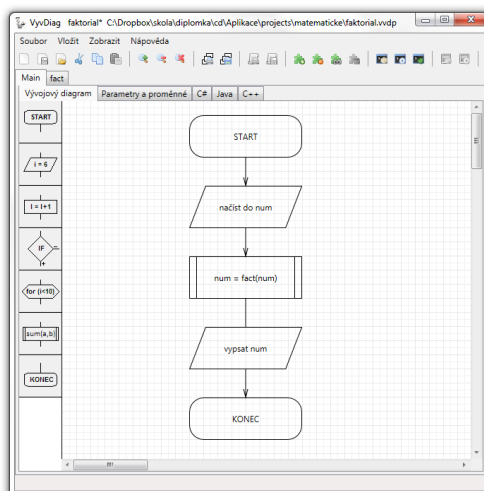 VyvDiag faktorial* C:\Dropbox\skola\diplomka\cd\Aplikace\projects\matematicke\faktorial.vvdp
Soubor Vložit Zobrazit Nápověda
Main fact
Vývojový diagram Parametry a proměnné C# Java C++
START
i = 6
I = I+1
IF
-
+
for (i<10)
sum(a,b)
KONEC
START
načíst do num
num = fact(num)
vypsat num
KONEC